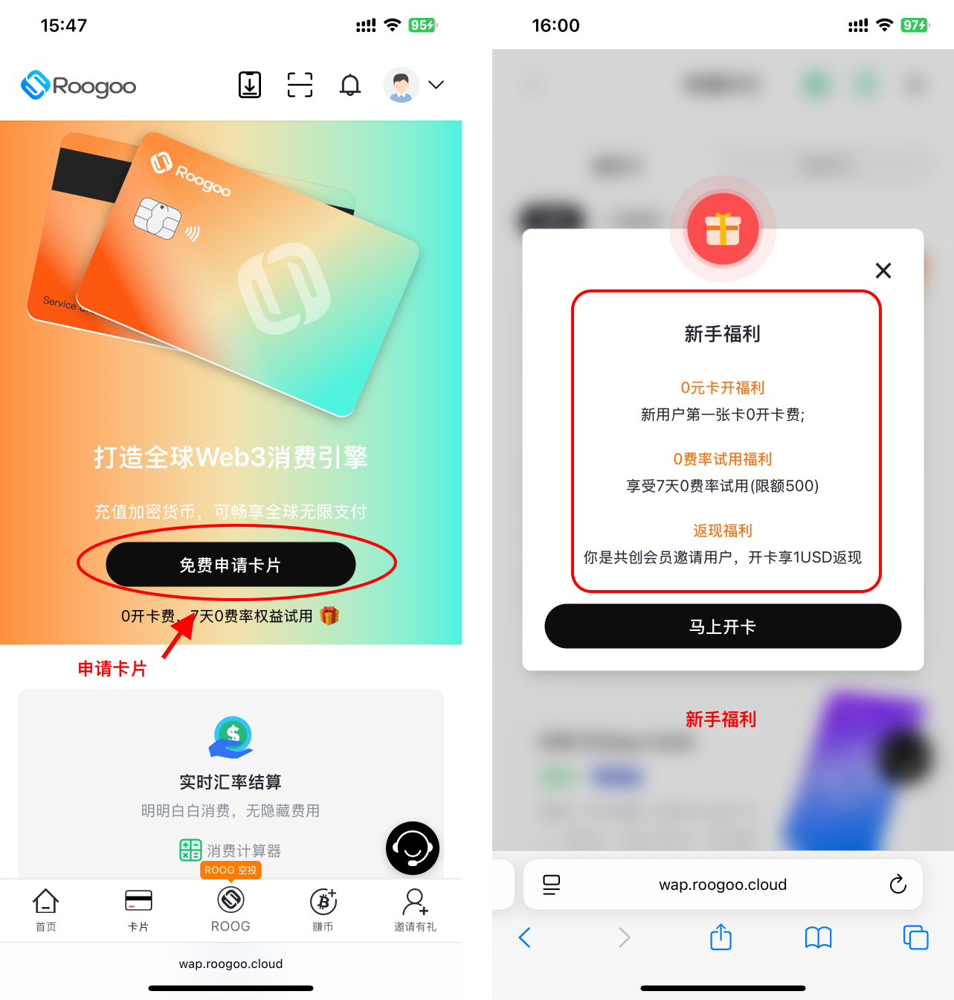 15:47
95
Roogoo
Roogoo
Service
打造全球Web3消费引擎
充值加密货币，可畅享全球无限支付
免费申请卡片
0开卡费、7天0费率权益试用
申请卡片
实时汇率结算
明明白白消费，无隐藏费用
消费计算器
ROOG 空投
首页
卡片
ROOG
赚币
邀请有礼
wap.roogoo.cloud
16:00
97
新手福利
0元卡开福利
新用户第一张卡0开卡费;
0费率试用福利
享受7天0费率试用(限额500)
返现福利
你是共创会员邀请用户，开卡享1USD返现
马上开卡
新手福利
wap.roogoo.cloud